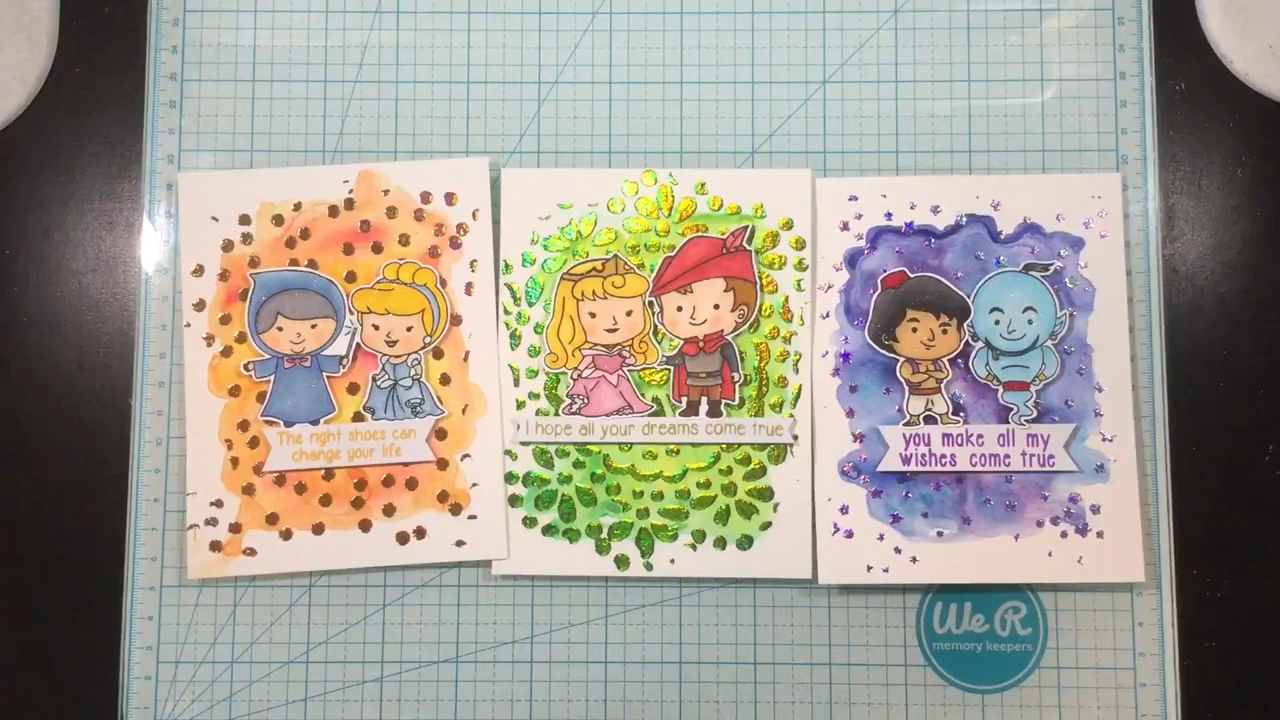 The right shoes can
change your life
I hope all your dreams come true
you make all my
wishes come true
We R
memory keepers